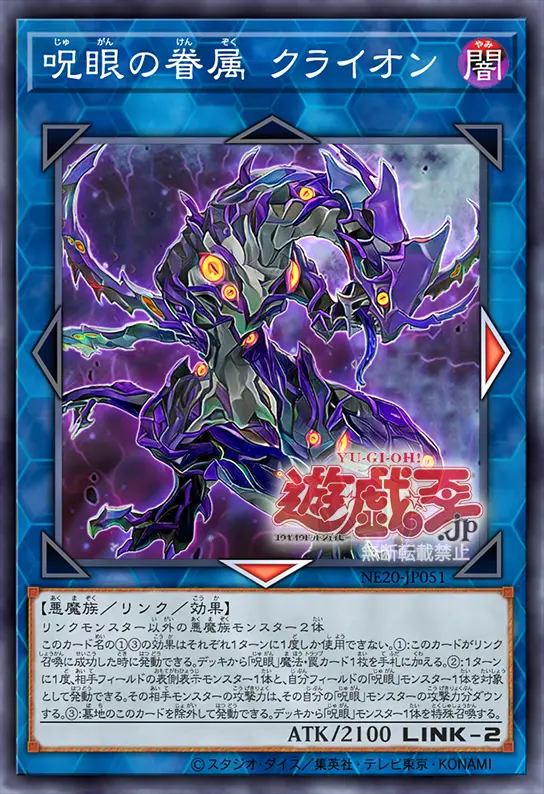 呪眼の眷属 クライオン
闇
YU-GI-OH!
遊戯王.jp
無断転載禁止
NE20-JP051
【悪魔族／リンク／効果】
リンクモンスター以外の悪魔族モンスター２体
このカード名の①③の効果はそれぞれ1ターンに1度しか使用できない。①:このカードがリンク
召喚に成功した時に発動できる。デッキから「呪眼」魔法・罠カード1枚を手札に加える。②:1ターン
に1度、相手フィールドの表側表示モンスター1体と、自分フィールドの「呪眼」モンスター1体を対象
として発動できる。その相手モンスターの攻撃力は、その自分の「呪眼」モンスターの攻撃力分ダウン
する。③:墓地のこのカードを除外して発動できる。デッキから「呪眼」モンスター1体を特殊召喚する。
ATK/2100 LINK-2
©スタジオ・ダイス/集英社・テレビ東京・KONAMI